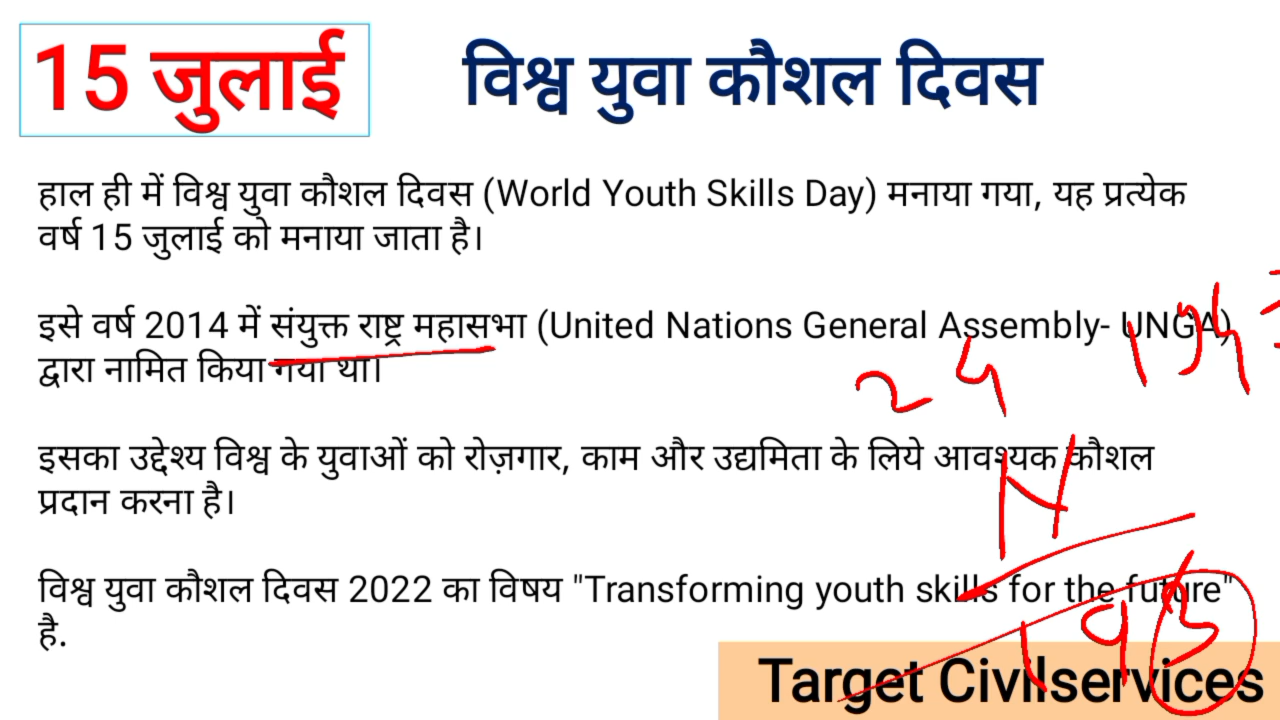 15 जुलाई
विश्व युवा कौशल दिवस
हाल ही में विश्व युवा कौशल दिवस (World Youth Skills Day) मनाया गया, यह प्रत्येक
वर्ष 15 जुलाई को मनाया जाता है।
इसे वर्ष 2014 में संयुक्त राष्ट्र महासभा (United Nations General Assembly- UNGA)
द्वारा नामित किया गया था।
24
इसका उद्देश्य विश्व के युवाओं को रोज़गार, काम और उद्यमिता के लिये आवश्यक कौशल
प्रदान करना है।
N
विश्व युवा कौशल दिवस 2022 का विषय "Transforming youth skills for the future"
है.
Target Civilservices